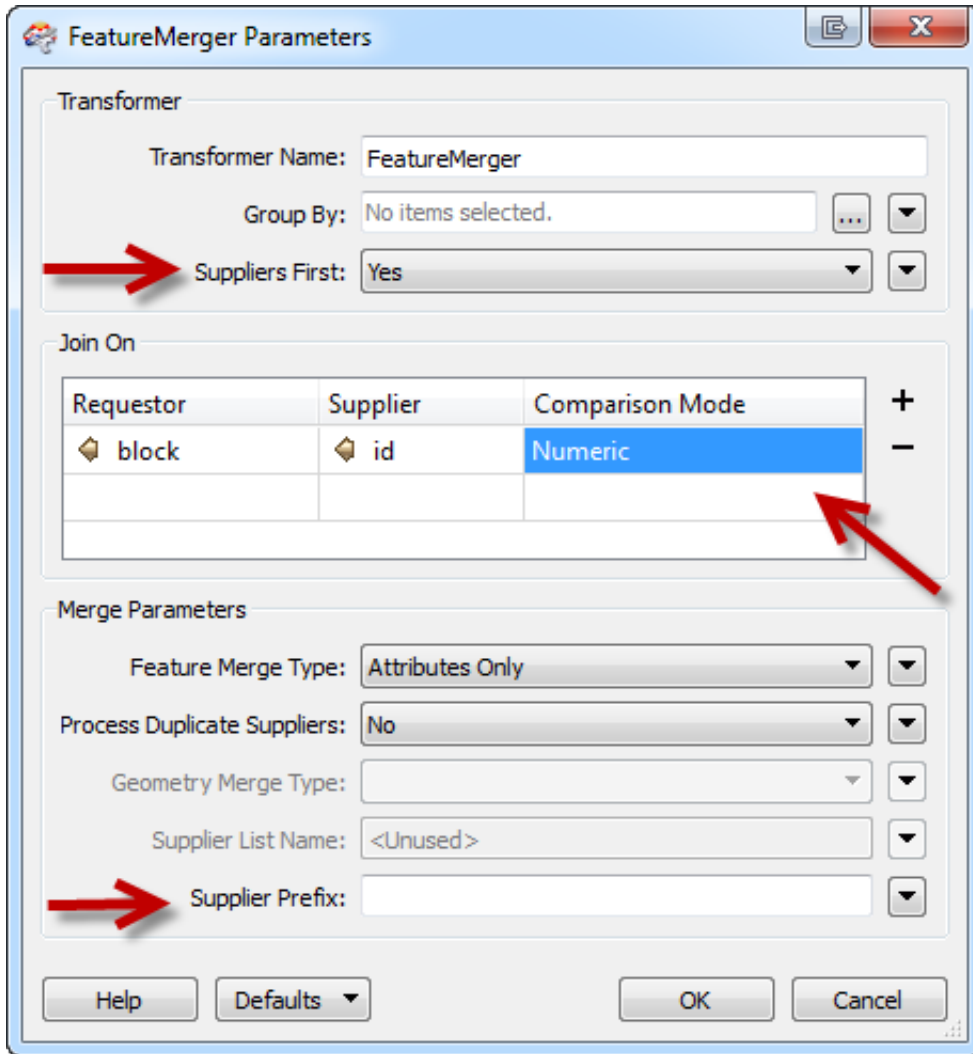 FeatureMerger Parameters
Transformer
Transformer Name: FeatureMerger
Group By: No items selected. ...
Suppliers First: Yes
Join On
Requestor Supplier Comparison Mode
block id Numeric
Merge Parameters
Feature Merge Type: Attributes Only
Process Duplicate Suppliers: No
Geometry Merge Type:
Supplier List Name: <Unused>
Supplier Prefix:
Help Defaults OK Cancel